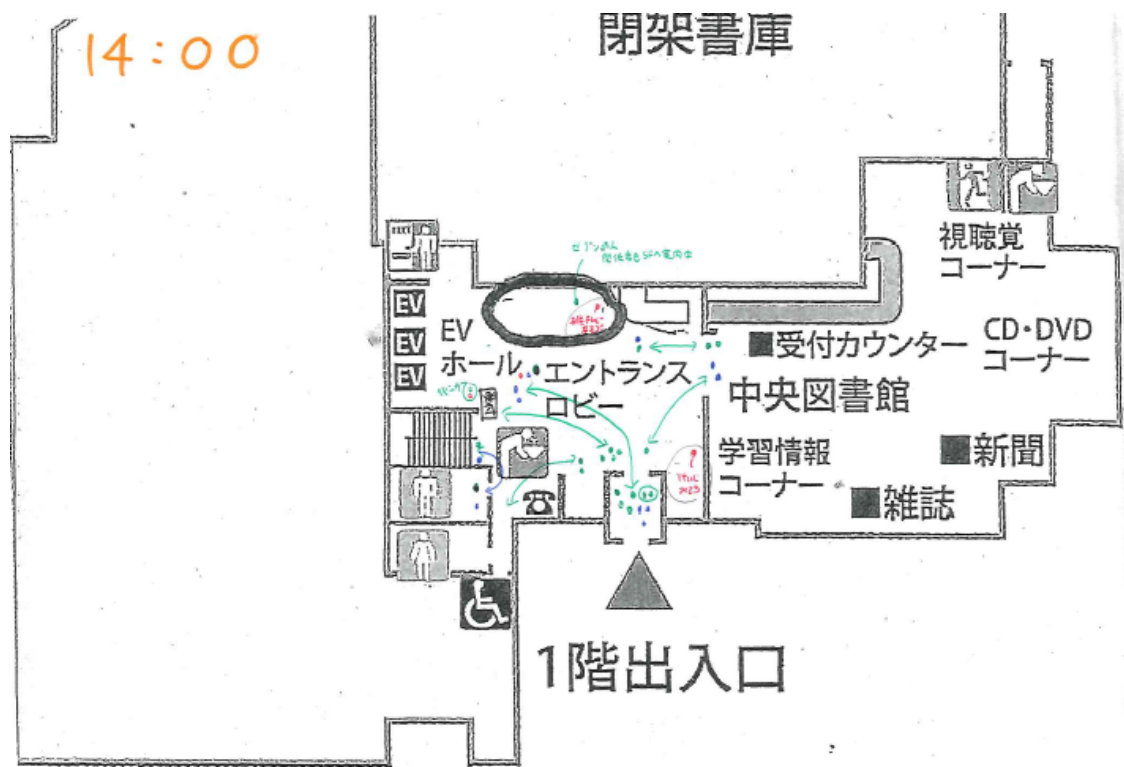 14:00
閉架書庫
視聴覚
コーナー
EV
EV
EV
EV
ホール
エントランス
ロビー
■受付カウンター
CD・DVD
コーナー
中央図書館
学習情報
コーナー
■新聞
■雑誌
1階出入口